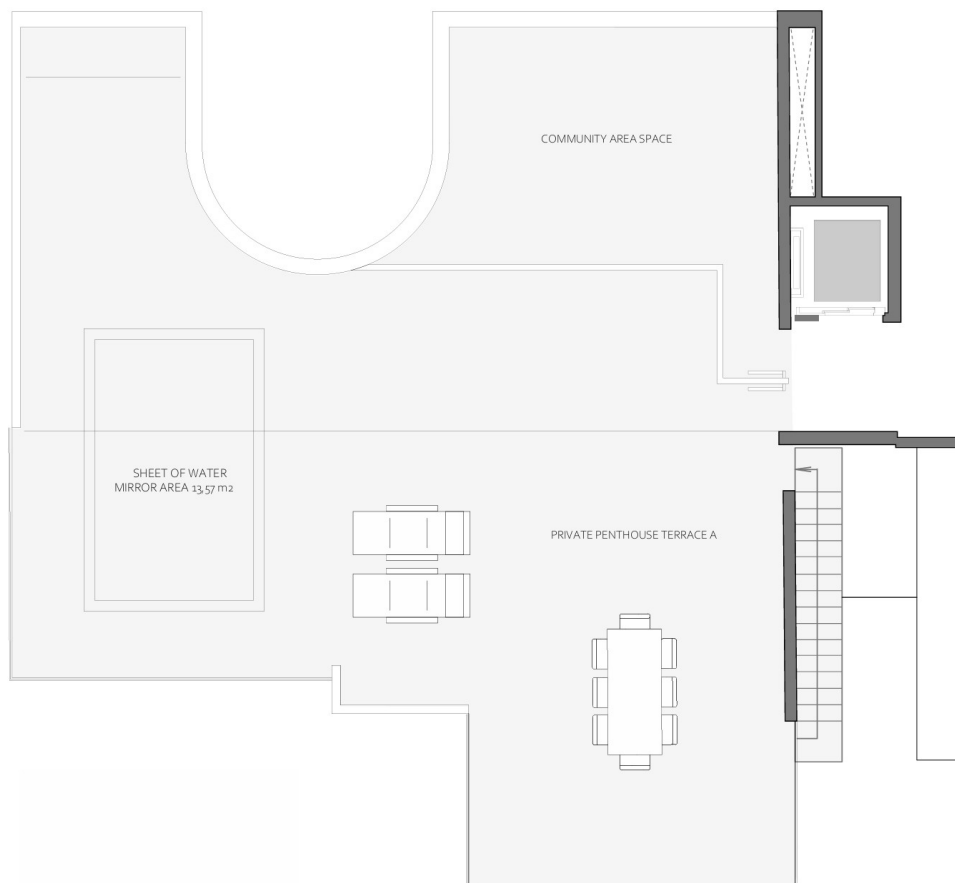 COMMUNITY AREA SPACE
SHEET OF WATER
MIRROR AREA 13,57 m2
PRIVATE PENTHOUSE TERRACE A